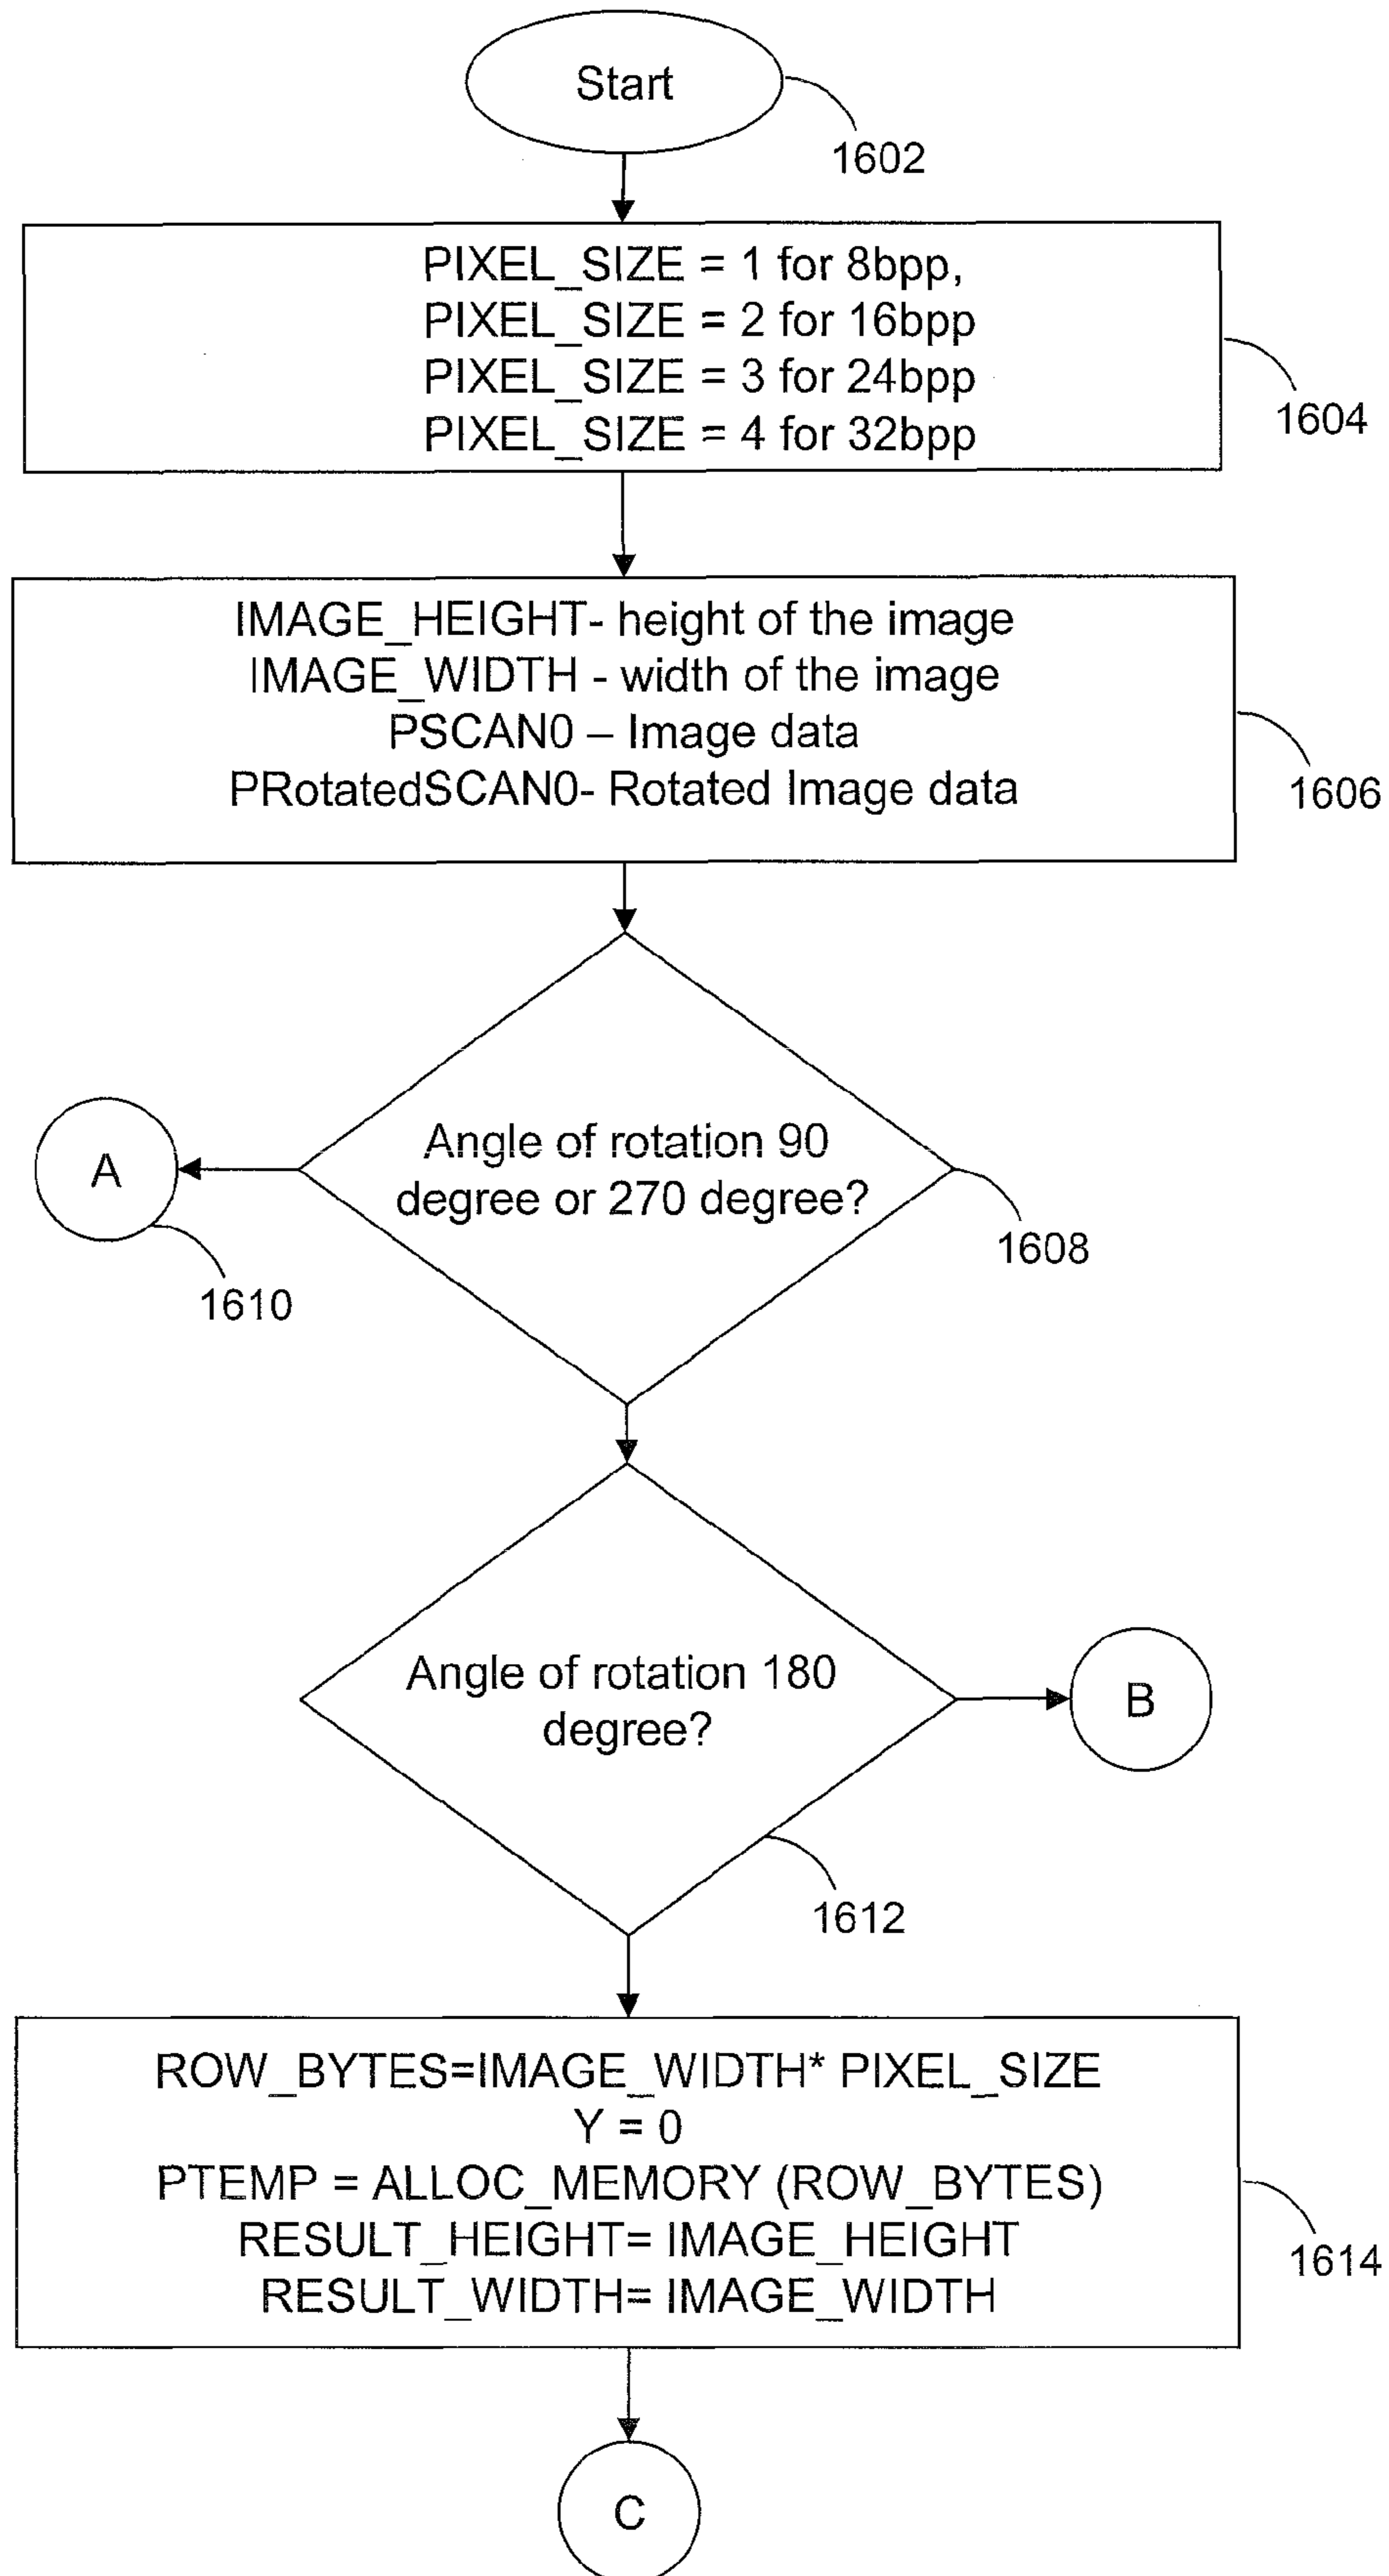 Start
1602
PIXEL_SIZE = 1 for 8bpp,
PIXEL_SIZE = 2 for 16bpp
PIXEL_SIZE = 3 for 24bpp
PIXEL_SIZE = 4 for 32bpp
1604
IMAGE_HEIGHT- height of the image
IMAGE_WIDTH - width of the image
PSCAN0 – Image data
PRotatedSCAN0- Rotated Image data
1606
Angle of rotation 90
degree or 270 degree?
1608
A
1610
Angle of rotation 180
degree?
B
1612
ROW_BYTES=IMAGE_WIDTH* PIXEL_SIZE
Y = 0
PTEMP = ALLOC_MEMORY (ROW_BYTES)
RESULT_HEIGHT= IMAGE_HEIGHT
RESULT_WIDTH= IMAGE_WIDTH
1614
C